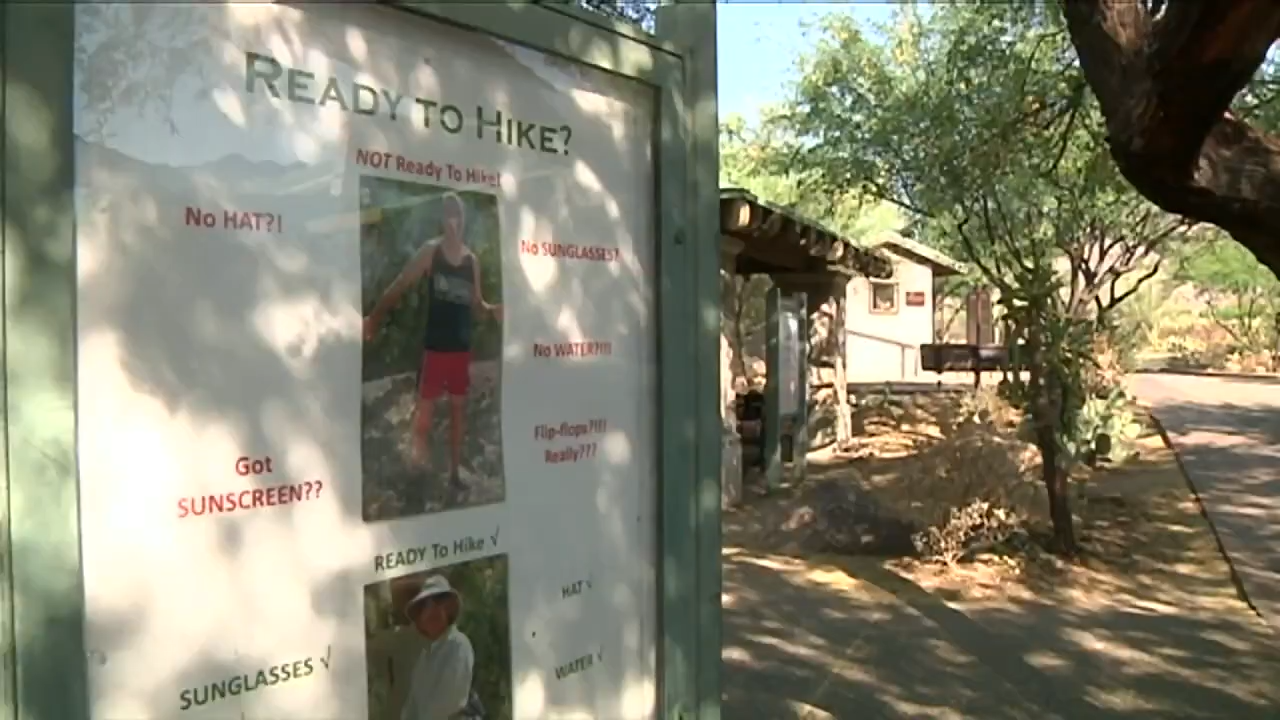 READY TO HIKE?
NOT Ready To Hike!
No HAT?!
No SUNGLASSES?
No WATER?!!!
Flip-flops?!!!
Really???
Got
SUNSCREEN??
READY To Hike √
HAT √
SUNGLASSES √
WATER √